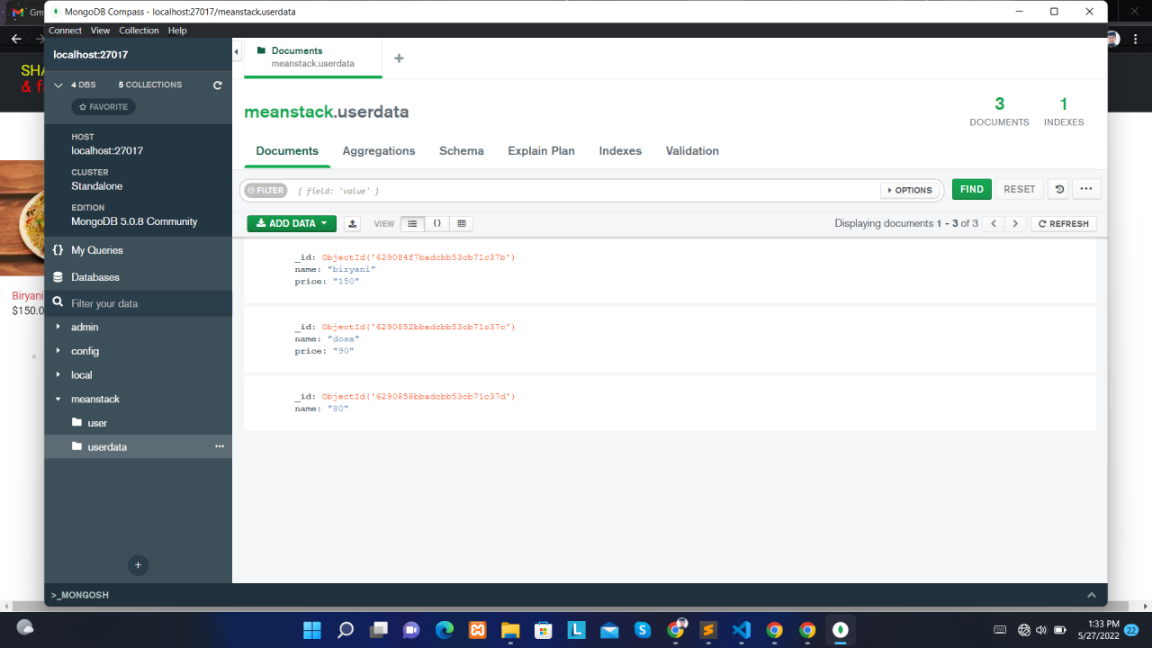 Gm
MongoDB Compass - localhost:27017/meanstack.userdata
Connect View Collection Help
SHA
& f
localhost:27017
4 DBS 5 COLLECTIONS
FAVORITE
HOST
localhost:27017
CLUSTER
Standalone
EDITION
MongoDB 5.0.8 Community
My Queries
Databases
Filter your data
admin
config
local
meanstack
user
userdata
Biryani
$150.0
Documents
meanstack.userdata
meanstack.userdata
3
DOCUMENTS
1
INDEXES
Documents Aggregations Schema Explain Plan Indexes Validation
FILTER { field: 'value' } OPTIONS FIND RESET
ADD DATA VIEW {} Displaying documents 1 - 3 of 3 REFRESH
_id: ObjectId('629084f7badcbb53cb71c37b')
name: "biryani"
price: "150"
_id: ObjectId('6290852bbadcbb53cb71c37c')
name: "dosa"
price: "90"
_id: ObjectId('6290858bbadcbb53cb71c37d')
name: "80"
>_MONGOSH
1:33 PM
5/27/2022
22